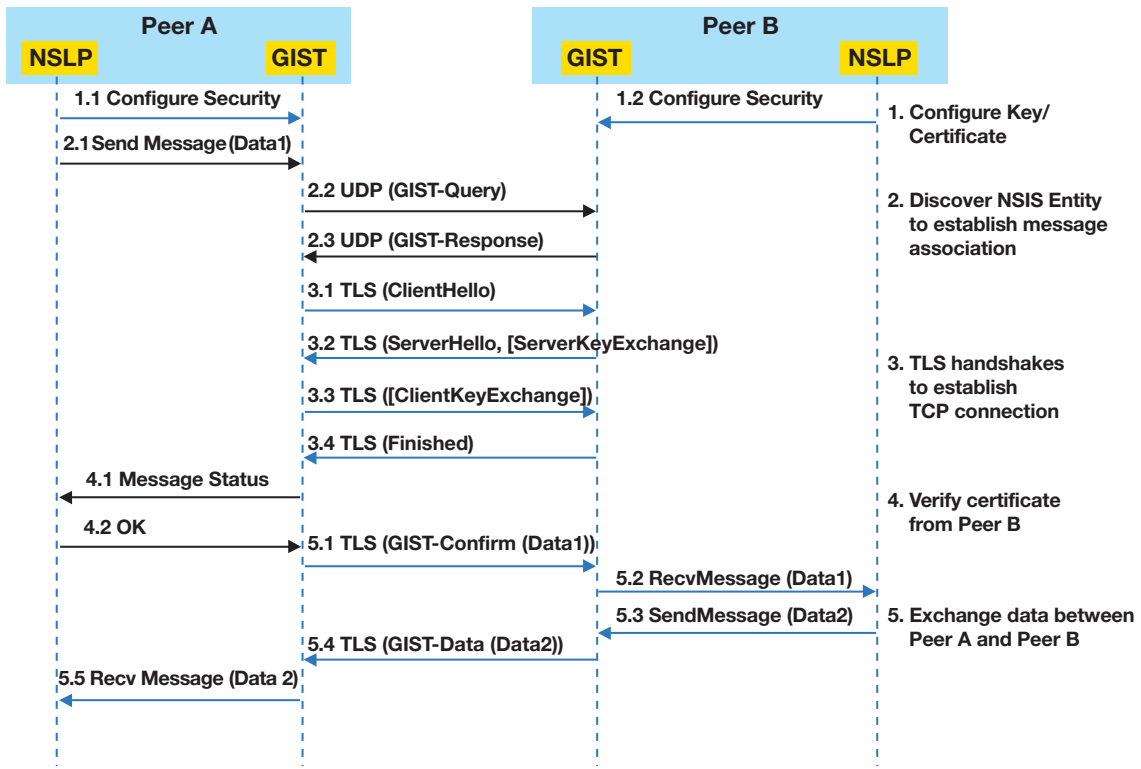 Peer A
Peer B
NSLP
GIST
GIST
NSLP
1.1 Configure Security
1.2 Configure Security
1. Configure Key/
Certificate
2.1 Send Message (Data1)
2.2 UDP (GIST-Query)
2. Discover NSIS Entity
to establish message
association
2.3 UDP (GIST-Response)
3.1 TLS (ClientHello)
3.2 TLS (ServerHello, [ServerKeyExchange])
3. TLS handshakes
to establish
TCP connection
3.3 TLS ([ClientKeyExchange])
3.4 TLS (Finished)
4.1 Message Status
4. Verify certificate
from Peer B
4.2 OK
5.1 TLS (GIST-Confirm (Data1))
5.2 RecvMessage (Data1)
5.3 SendMessage (Data2)
5. Exchange data between
Peer A and Peer B
5.4 TLS (GIST-Data (Data2))
5.5 Recv Message (Data 2)